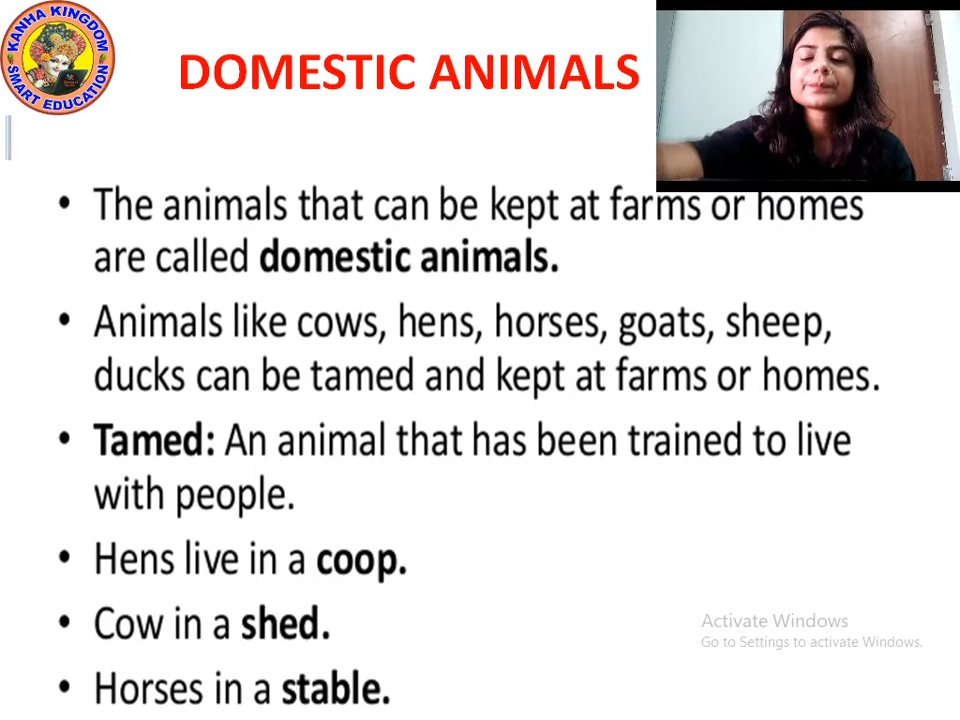 KANHA KINGDOM
SMART EDUCATION
DOMESTIC ANIMALS
• The animals that can be kept at farms or homes
are called domestic animals.
• Animals like cows, hens, horses, goats, sheep,
ducks can be tamed and kept at farms or homes.
• Tamed: An animal that has been trained to live
with people.
• Hens live in a coop.
• Cow in a shed.
• Horses in a stable.
Activate Windows
Go to Settings to activate Windows.